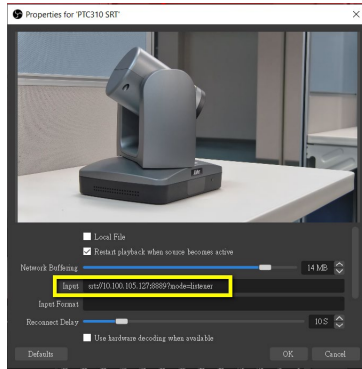 Properties for 'PTC310 SRT'
Local File
Restart playback when source becomes active
Network Buffering 14 MB
Input srt://10.100.105.127:8889?mode=listener
Input Format
Reconnect Delay 10 S
Use hardware decoding when available
Defaults OK Cancel